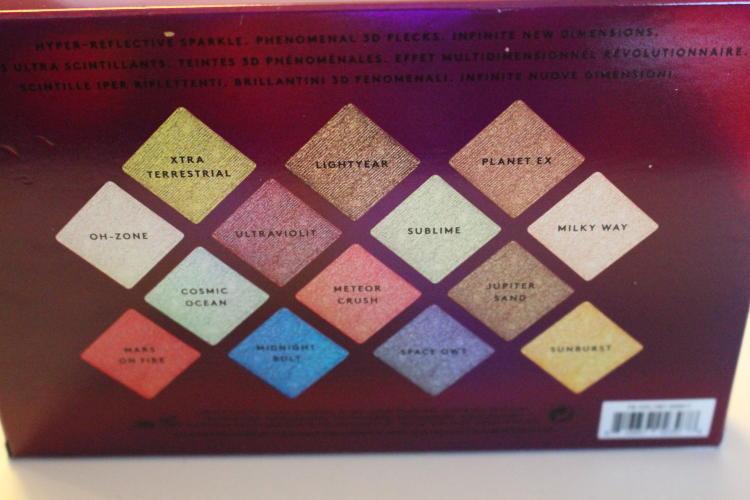 HYPER-REFLECTIVE SPARKLE. PHENOMENAL 3D FLECKS. INFINITE NEW DIMENSIONS.
S ULTRA SCINTILLANTS. TEINTES 3D PHÉNOMÉNALES. EFFET MULTIDIMENSIONNEL RÉVOLUTIONNAIRE.
SCINTILLE IPER RIFLETTENTI. BRILLANTINI 3D FENOMENALI. INFINITE NUOVE DIMENSIONI.
XTRA
TERRESTRIAL
LIGHTYEAR
PLANET EX
OH-ZONE
ULTRAVIOLIT
SUBLIME
MILKY WAY
COSMIC
OCEAN
METEOR
CRUSH
JUPITER
SAND
MARS
ON FIRE
MIDNIGHT
BOLT
SPACY OWT
SUNBURST